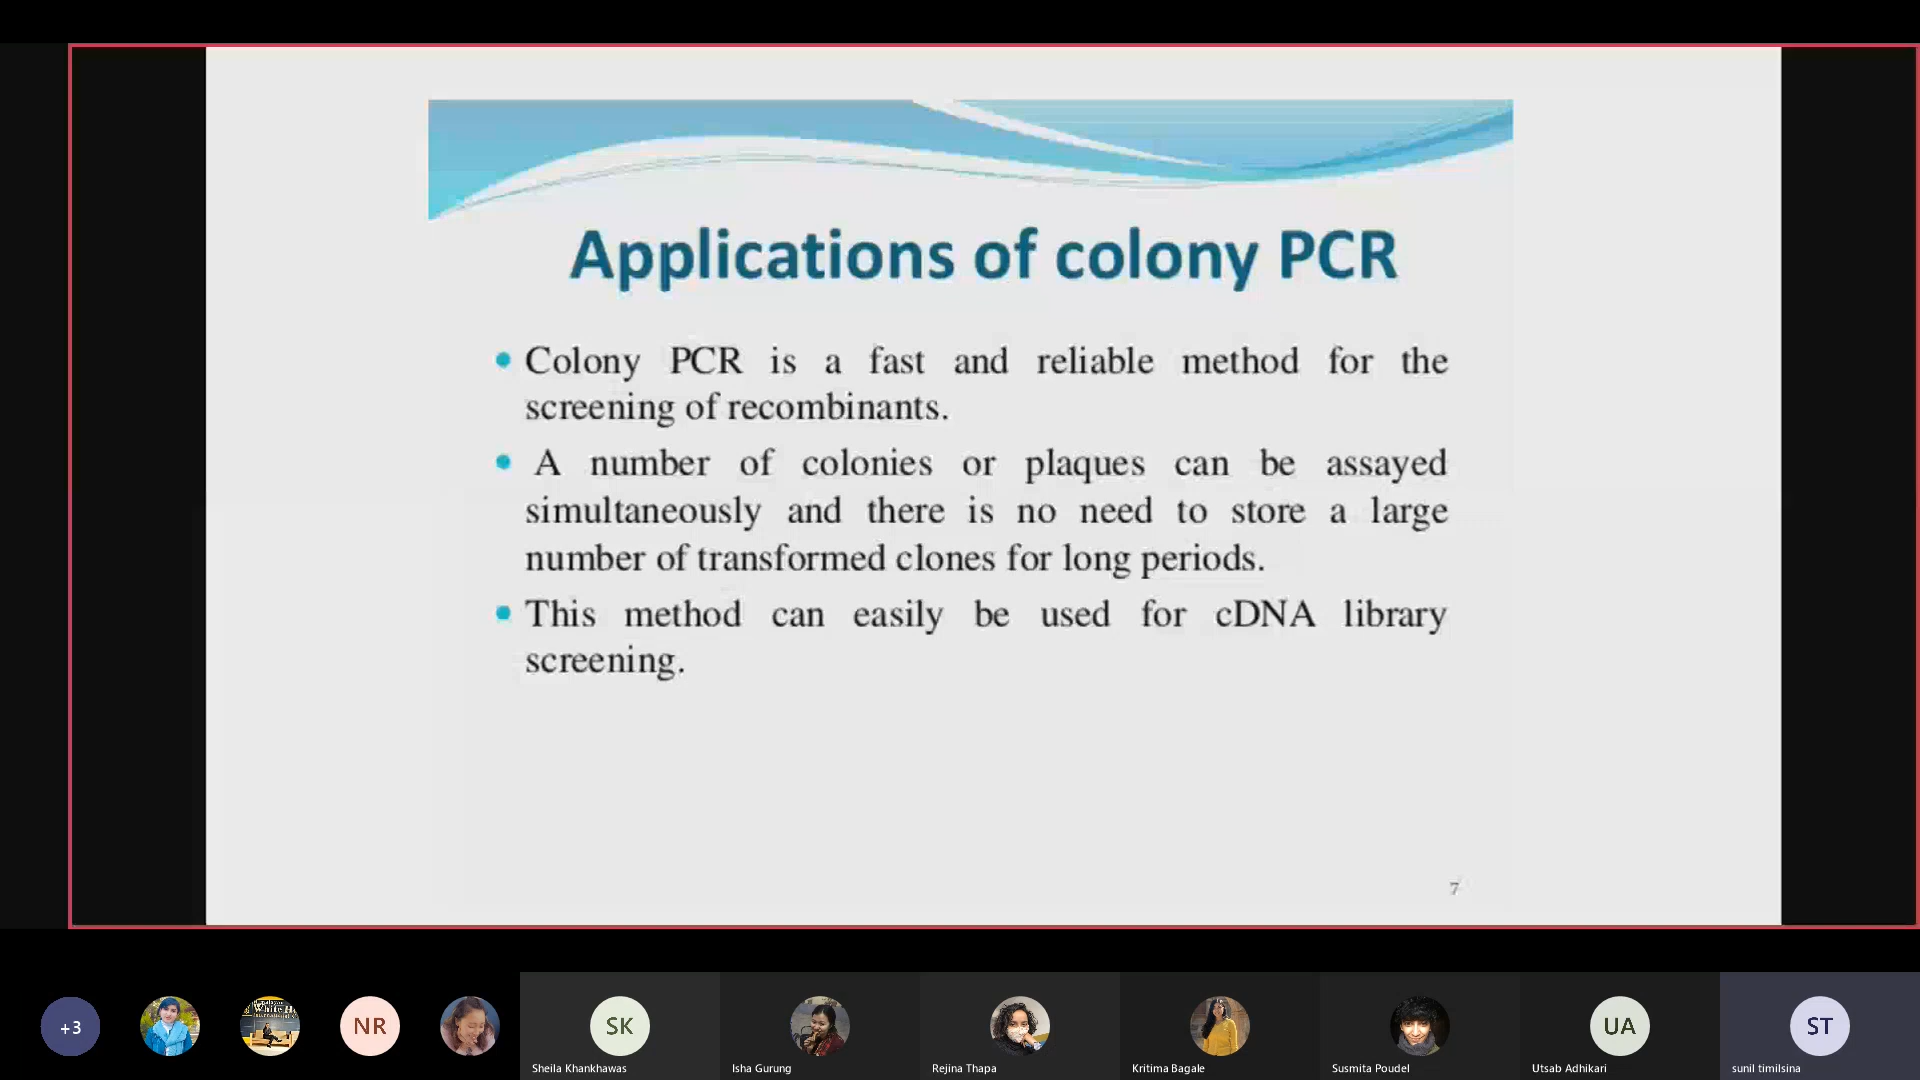 Applications of colony PCR
• Colony PCR is a fast and reliable method for the
screening of recombinants.
• A number of colonies or plaques can be assayed
simultaneously and there is no need to store a large
number of transformed clones for long periods.
• This method can easily be used for cDNA library
screening.
7
+3
NR
SK
UA
ST
Sheila Khankhawas
Isha Gurung
Rejina Thapa
Kritima Bagale
Susmita Poudel
Utsab Adhikari
sunil timilsina